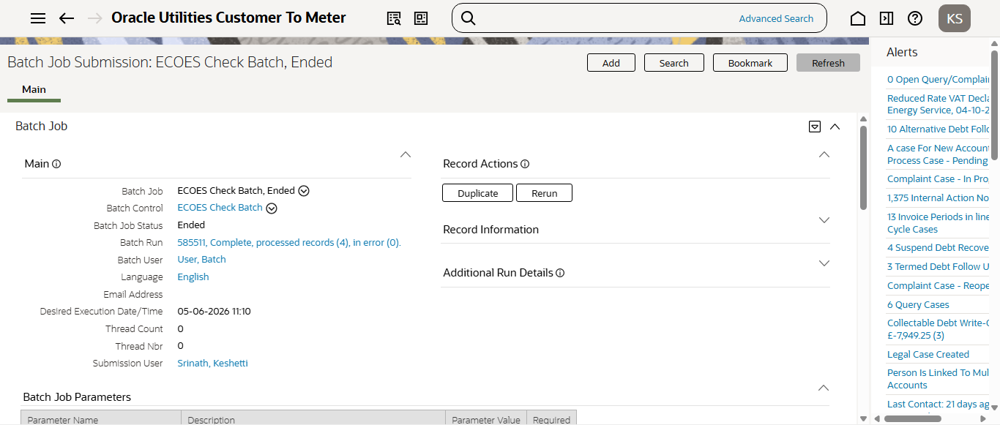 Oracle Utilities Customer To Meter
Advanced Search
KS
Batch Job Submission: ECOES Check Batch, Ended
Add
Search
Bookmark
Refresh
Main
Batch Job
Main
Batch Job ECOES Check Batch, Ended
Batch Control ECOES Check Batch
Batch Job Status Ended
Batch Run 585511, Complete, processed records (4), in error (0).
Batch User User, Batch
Language English
Email Address
Desired Execution Date/Time 05-06-2026 11:10
Thread Count 0
Thread Nbr 0
Submission User Srinath, Keshetti
Record Actions
Duplicate
Rerun
Record Information
Additional Run Details
Batch Job Parameters
Parameter Name Description Parameter Value Required
Alerts
0 Open Query/Complai
Reduced Rate VAT Decla
Energy Service, 04-10-2
10 Alternative Debt Follo
A case For New Account
Process Case - Pending
Complaint Case - In Pro
1,375 Internal Action No
13 Invoice Periods in line
Cycle Cases
4 Suspend Debt Recove
3 Termed Debt Follow U
Complaint Case - Reope
6 Query Cases
Collectable Debt Write-O
£-7,949.25 (3)
Legal Case Created
Person Is Linked To Mul
Accounts
Last Contact: 21 days ag